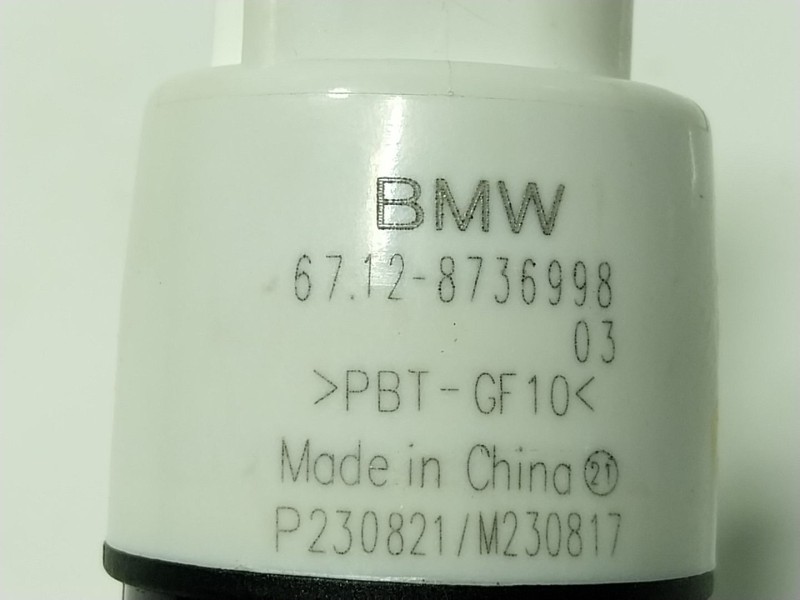 BMW
67.12-8736998
03
>PBT-GF10<
Made in China 21
P230821/M230817